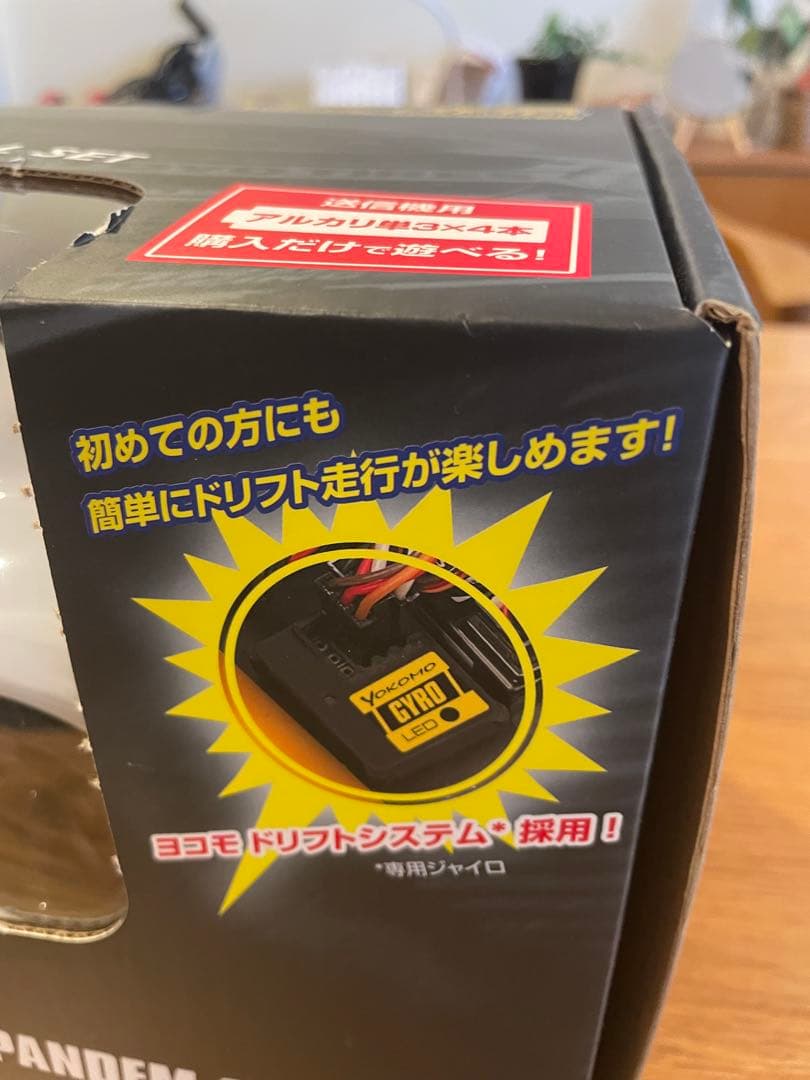 SET
送信機用
アルカリ単3×4本
購入だけで遊べる!
初めての方にも
簡単にドリフト走行が楽しめます!
YOKOMO
GYRO
LED
ヨコモ ドリフトシステム* 採用!
*専用ジャイロ
PANDEM